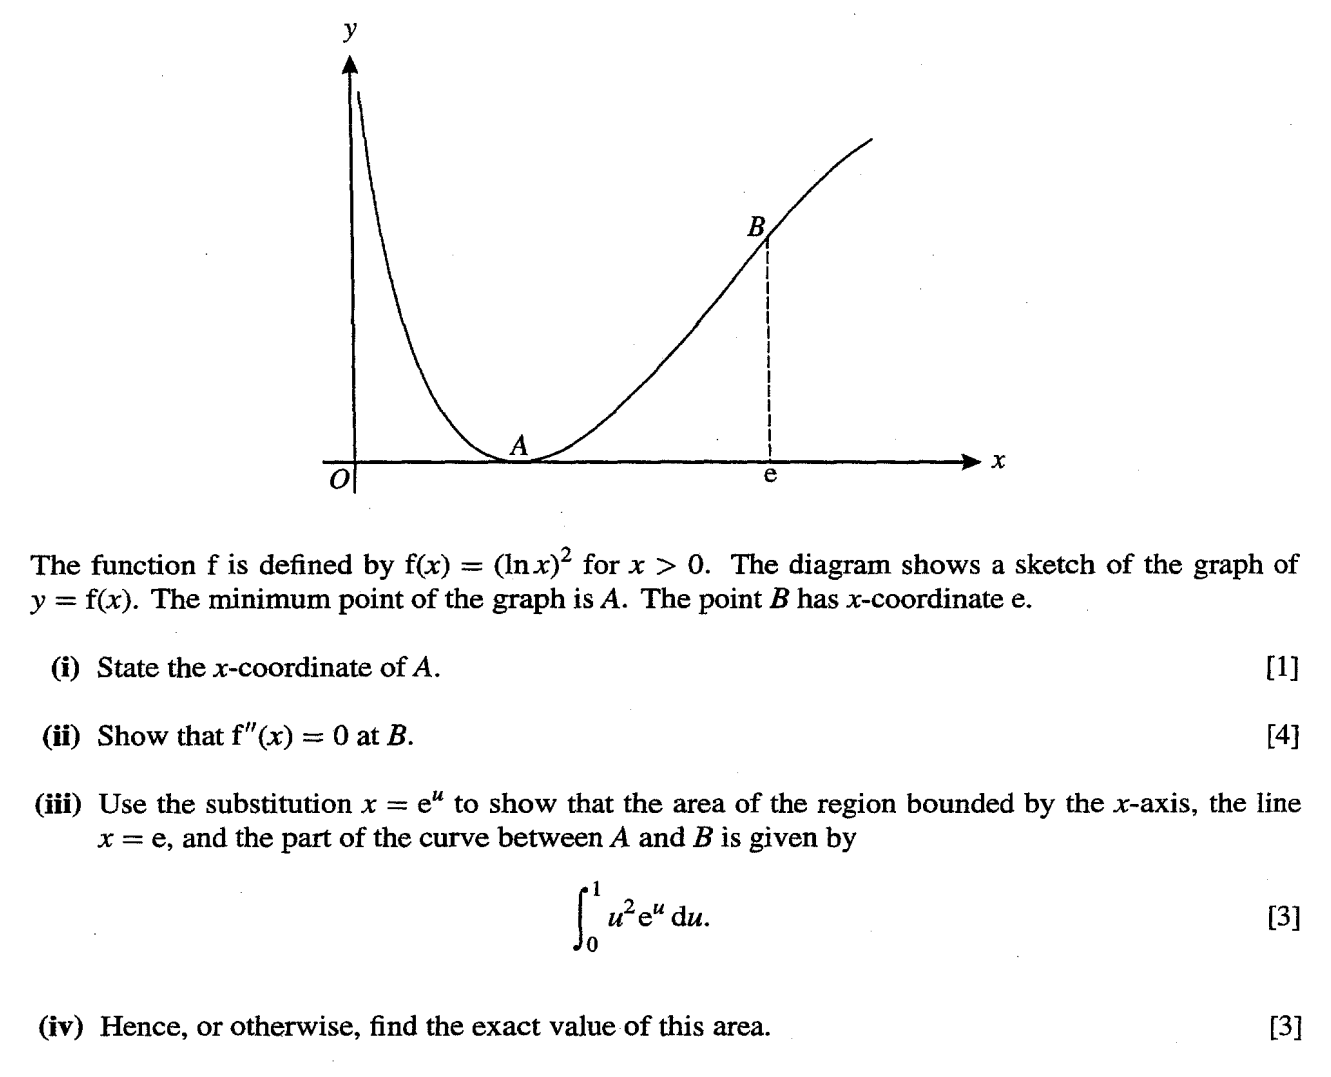 y
B
A
x
O
e
The function f is defined by f(x) = (ln x)² for x > 0. The diagram shows a sketch of the graph of
y = f(x). The minimum point of the graph is A. The point B has x-coordinate e.
(i) State the x-coordinate of A. [1]
(ii) Show that f″(x) = 0 at B. [4]
(iii) Use the substitution x = eᵘ to show that the area of the region bounded by the x-axis, the line
x = e, and the part of the curve between A and B is given by
∫₀¹ u²eᵘ du. [3]
(iv) Hence, or otherwise, find the exact value of this area. [3]